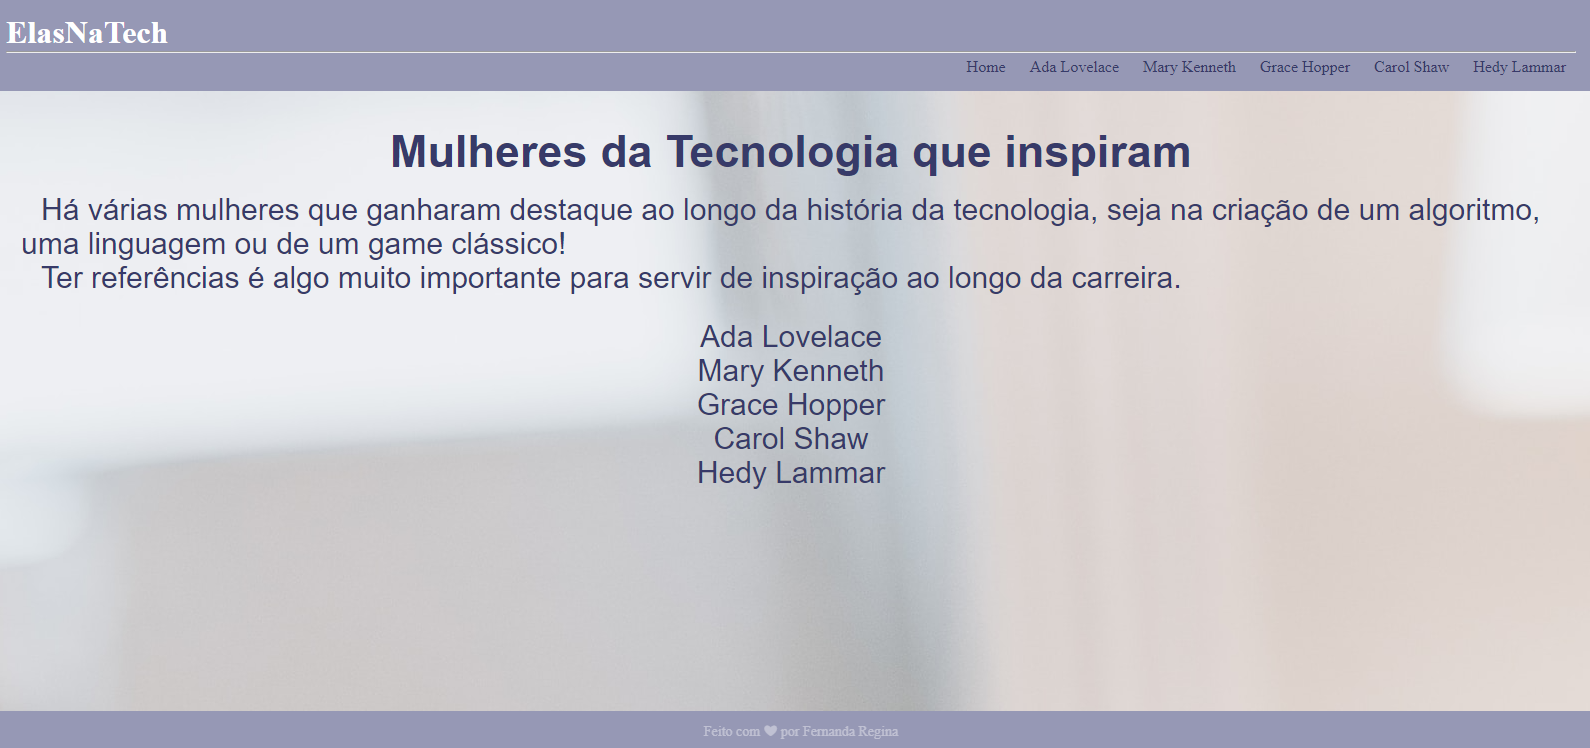 ElasNaTech
Home Ada Lovelace Mary Kenneth Grace Hopper Carol Shaw Hedy Lammar
Mulheres da Tecnologia que inspiram
Há várias mulheres que ganharam destaque ao longo da história da tecnologia, seja na criação de um algoritmo,
uma linguagem ou de um game clássico!
Ter referências é algo muito importante para servir de inspiração ao longo da carreira.
Ada Lovelace
Mary Kenneth
Grace Hopper
Carol Shaw
Hedy Lammar
Feito com ❤ por Fernanda Regina